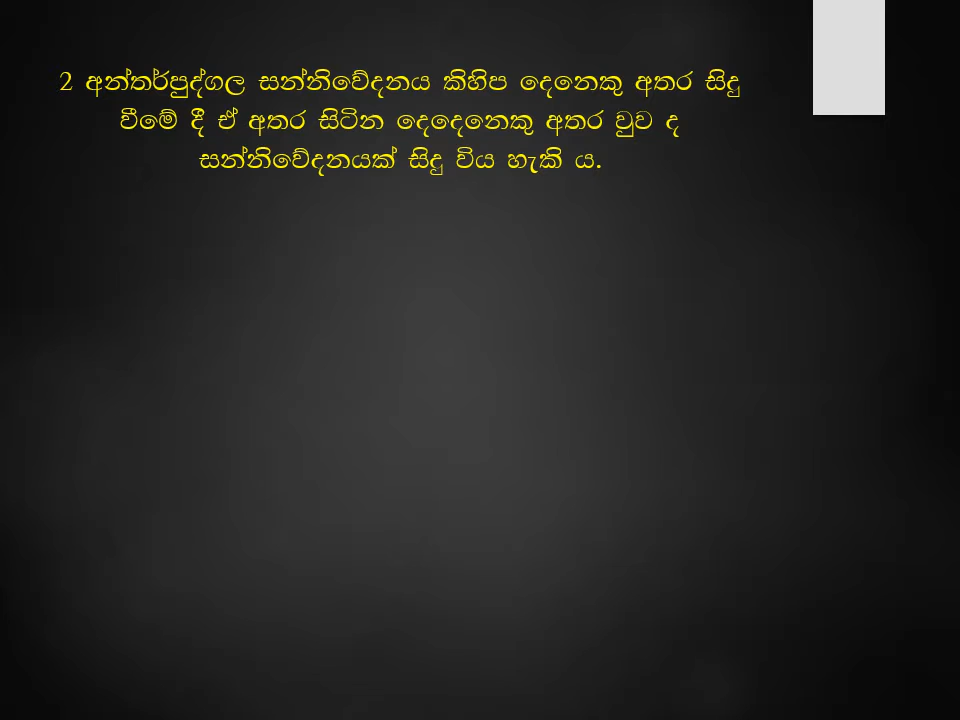 2 අන්තර්පුද්ගල සන්නිවේදනය කිහිප දෙනෙකු අතර සිදු
වීමේ දී ඒ අතර සිටින දෙදෙනෙකු අතර වුව ද
සන්නිවේදනයක් සිදු විය හැකි ය.